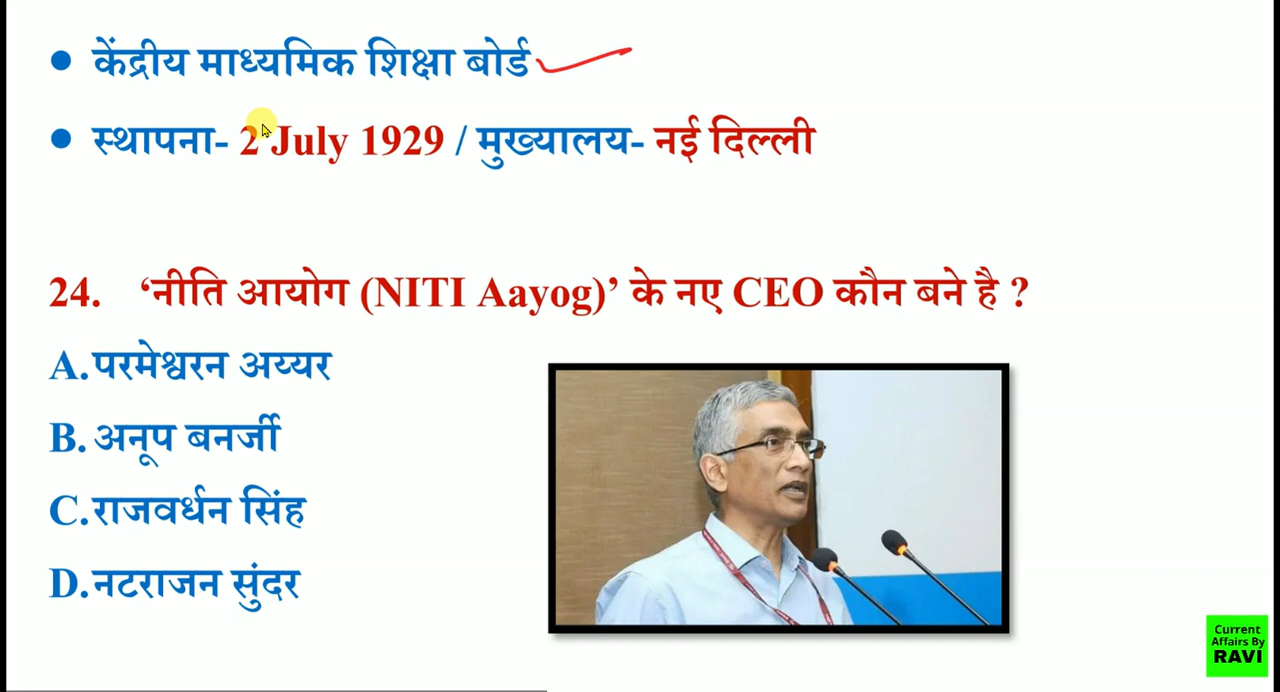 केंद्रीय माध्यमिक शिक्षा बोर्ड
स्थापना- 2 July 1929 / मुख्यालय- नई दिल्ली
24. ‘नीति आयोग (NITI Aayog)’ के नए CEO कौन बने है ?
A. परमेश्वरन अय्यर
B. अनूप बनर्जी
C. राजवर्धन सिंह
D. नटराजन सुंदर
Current
Affairs By
RAVI